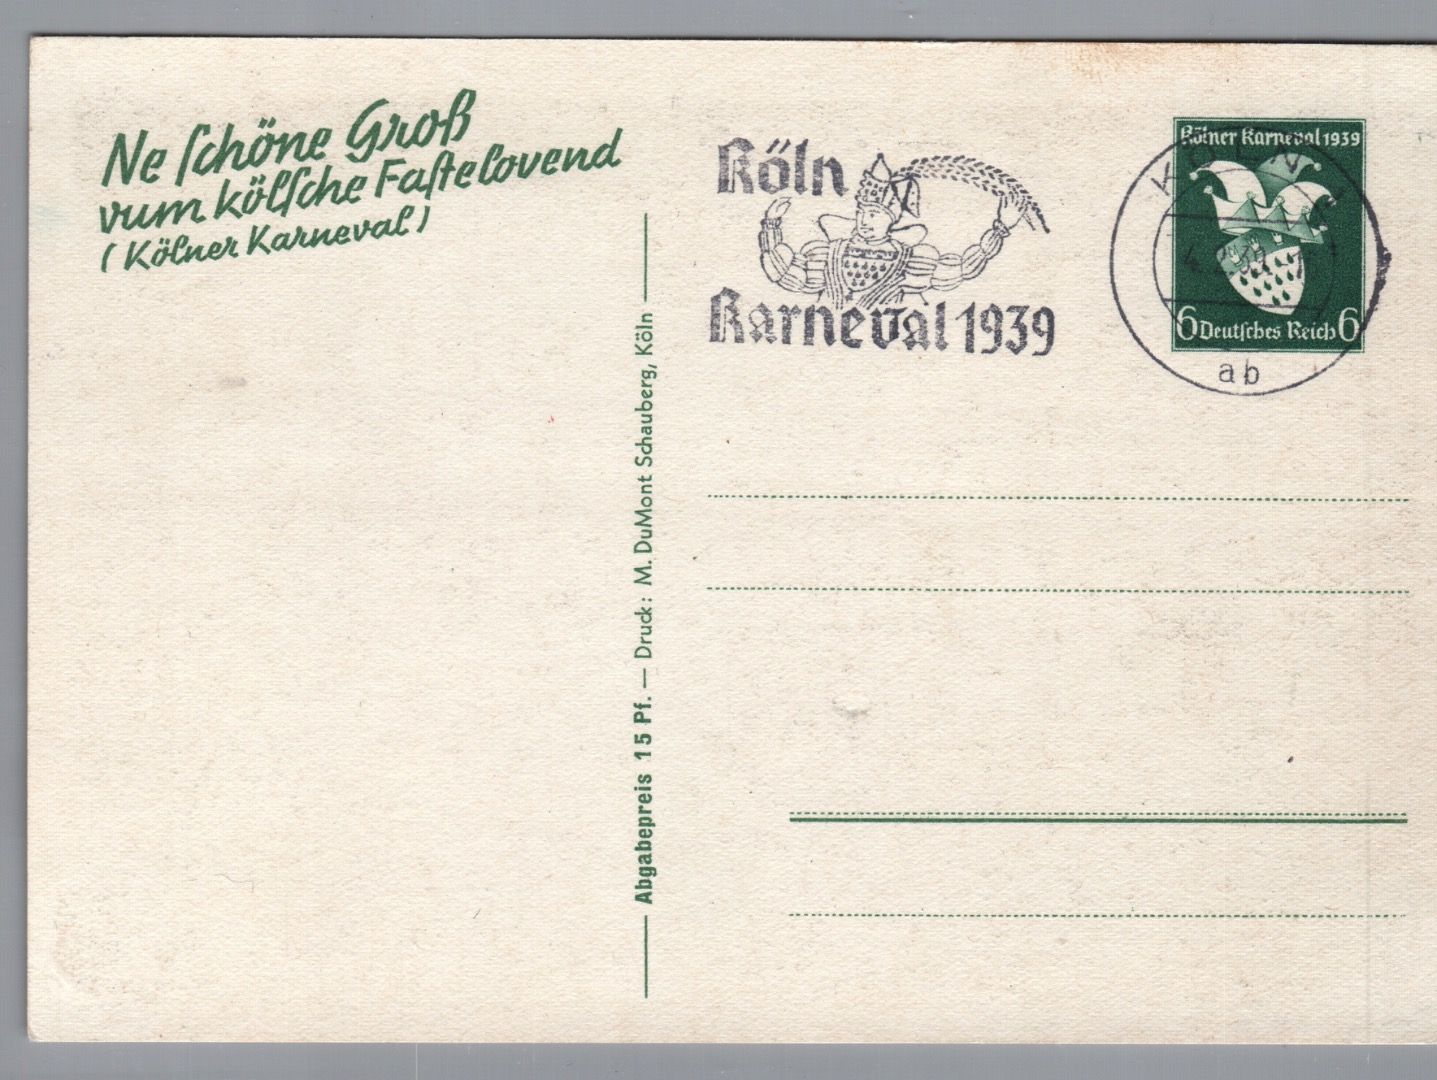 Ne schöne Groß
vum kölsche Fastelovend
(Kölner Karneval)
Köln
Karneval 1939
Kölner Karneval 1939
6 Deutsches Reich 6
ab
Abgabepreis 15 Pf. — Druck: M. DuMont Schauberg, Köln